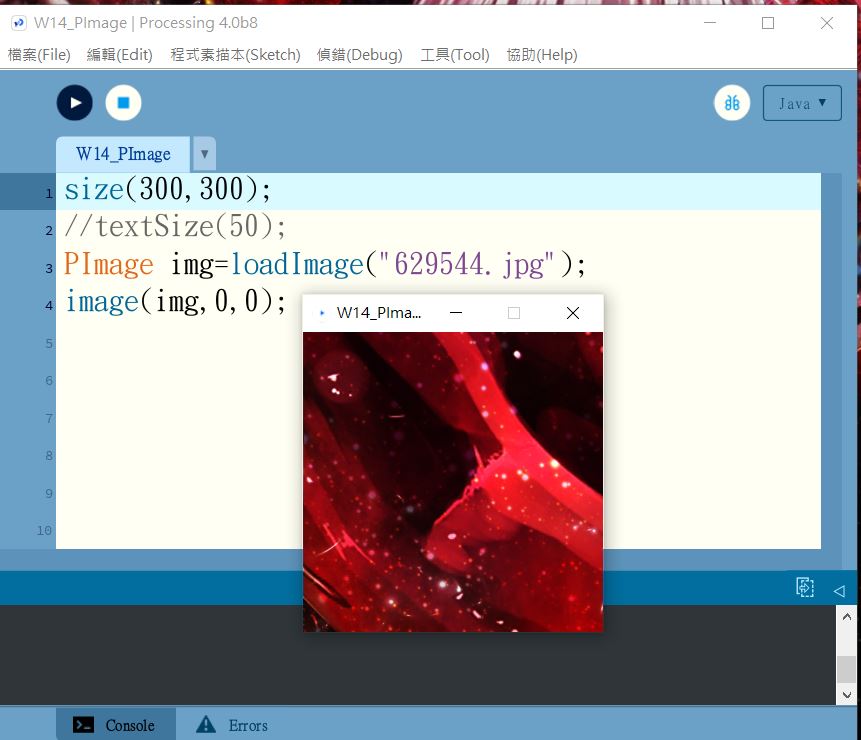 W14_PImage | Processing 4.0b8
檔案(File) 編輯(Edit) 程式素描本(Sketch) 偵錯(Debug) 工具(Tool) 協助(Help)
Java ▼
W14_PImage ▼
1 size(300,300);
2 //textSize(50);
3 PImage img=loadImage("629544.jpg");
4 image(img,0,0);
W14_PIma...
5
6
7
8
9
10
Console Errors